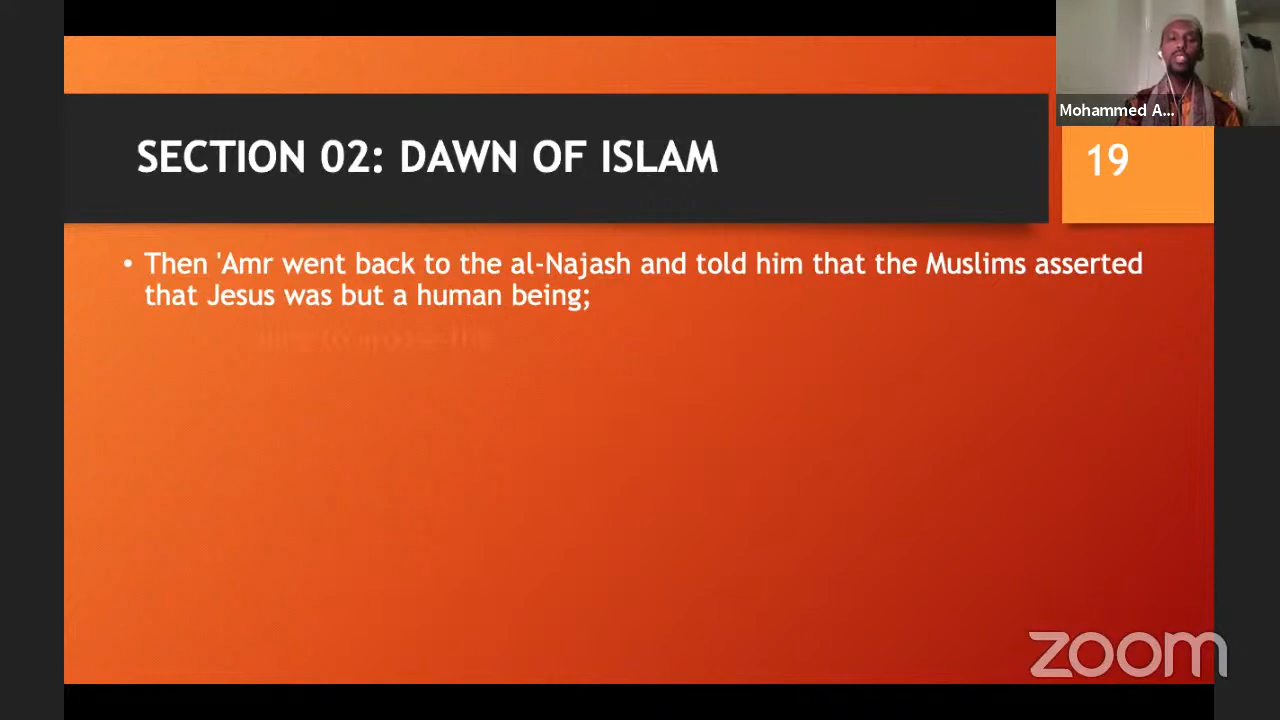 Mohammed A...
SECTION 02: DAWN OF ISLAM
19
• Then 'Amr went back to the al-Najash and told him that the Muslims asserted
that Jesus was but a human being;
zoom